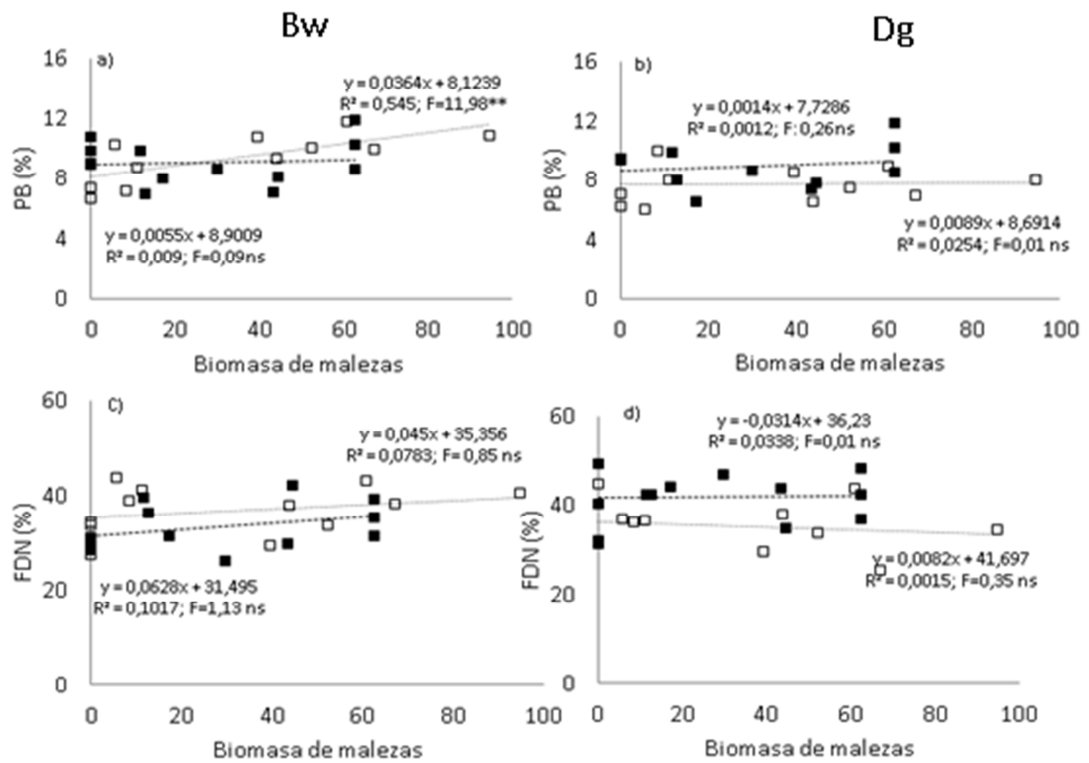 Bw
Dg
a)
y = 0,0364x + 8,1239
R² = 0,545; F=11,98**
y = 0,0055x + 8,9009
R² = 0,009; F=0,09ns
PB (%)
16
12
8
4
0
0 20 40 60 80 100
Biomasa de malezas
b)
y = 0,0014x + 7,7286
R² = 0,0012; F: 0,26ns
y = 0,0089x + 8,6914
R² = 0,0254; F=0,01 ns
PB (%)
16
12
8
4
0
0 20 40 60 80 100
Biomasa de malezas
C)
y = 0,045x + 35,356
R² = 0,0783; F= 0,85 ns
y = 0,0628x + 31,495
R² = 0,1017; F=1,13 ns
FDN (%)
60
40
20
0
0 20 40 60 80 100
Biomasa de malezas
d)
y = -0,0314x + 36,23
R² = 0,0338; F=0,01 ns
y = 0,0082x + 41,697
R² = 0,0015; F=0,35 ns
FDN (%)
60
40
20
0
0 20 40 60 80 100
Biomasa de malezas